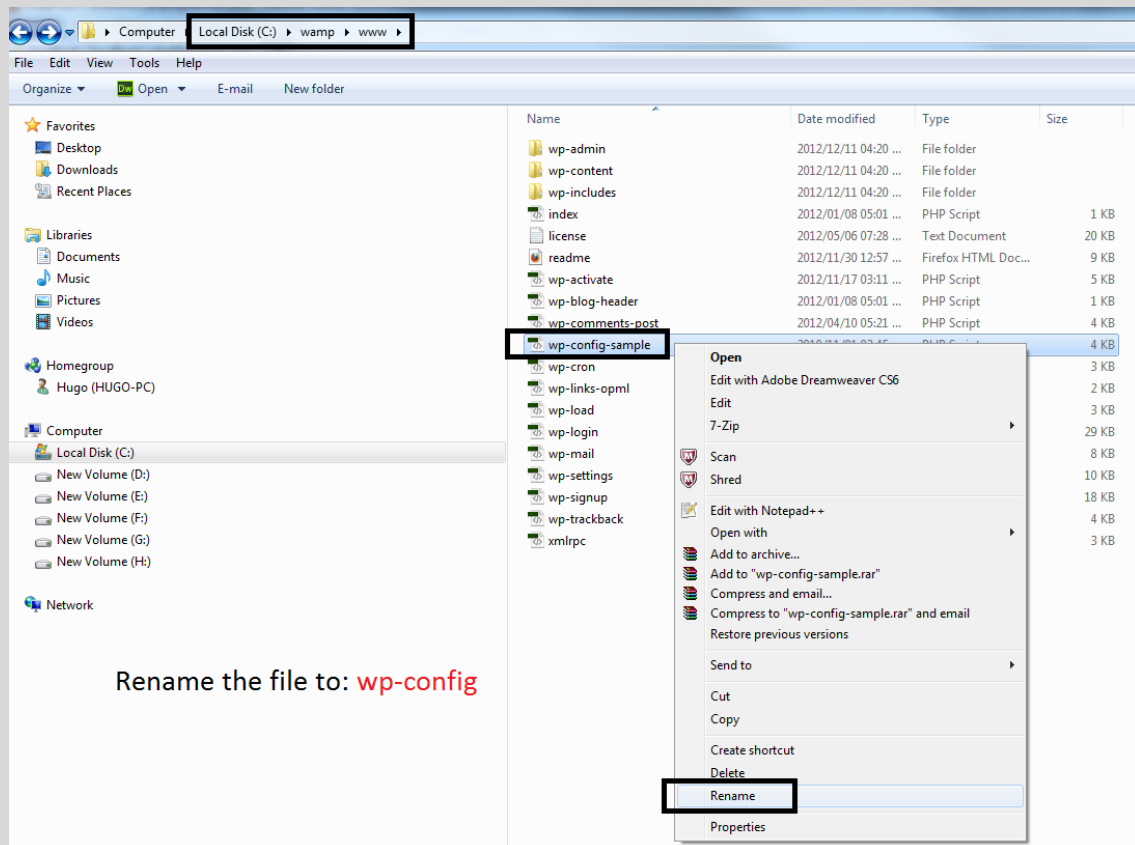 Computer Local Disk (C:) wamp www
File Edit View Tools Help
Organize Dw Open E-mail New folder
Favorites
Desktop
Downloads
Recent Places
Libraries
Documents
Music
Pictures
Videos
Homegroup
Hugo (HUGO-PC)
Computer
Local Disk (C:)
New Volume (D:)
New Volume (E:)
New Volume (F:)
New Volume (G:)
New Volume (H:)
Network
Rename the file to: wp-config
Name Date modified Type Size
wp-admin 2012/12/11 04:20 ... File folder
wp-content 2012/12/11 04:20 ... File folder
wp-includes 2012/12/11 04:20 ... File folder
index 2012/01/08 05:01 ... PHP Script 1 KB
license 2012/05/06 07:28 ... Text Document 20 KB
readme 2012/11/30 12:57 ... Firefox HTML Doc... 9 KB
wp-activate 2012/11/17 03:11 ... PHP Script 5 KB
wp-blog-header 2012/01/08 05:01 ... PHP Script 1 KB
wp-comments-post 2012/04/10 05:21 ... PHP Script 4 KB
wp-config-sample 4 KB
wp-cron 3 KB
wp-links-opml 2 KB
wp-load 3 KB
wp-login 29 KB
wp-mail 8 KB
wp-settings 10 KB
wp-signup 18 KB
wp-trackback 4 KB
xmlrpc 3 KB
Open
Edit with Adobe Dreamweaver CS6
Edit
7-Zip
Scan
Shred
Edit with Notepad++
Open with
Add to archive...
Add to "wp-config-sample.rar"
Compress and email...
Compress to "wp-config-sample.rar" and email
Restore previous versions
Send to
Cut
Copy
Create shortcut
Delete
Rename
Properties